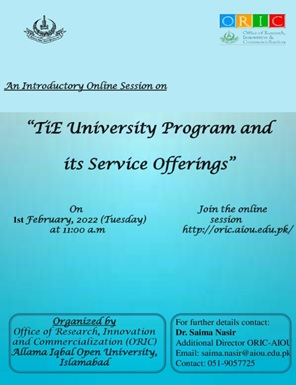 ORIC
Office of Research,
Innovation &
Commercialization
An Introductory Online Session on
“TiE University Program and
its Service Offerings”
On
1st February, 2022 (Tuesday)
at 11:00 a.m
Join the online
session
http://oric.aiou.edu.pk/
Organized by
Office of Research, Innovation
and Commercialization (ORIC)
Allama Iqbal Open University,
Islamabad
For further details contact:
Dr. Saima Nasir
Additional Director ORIC-AIOU
Email: saima.nasir@aiou.edu.pk
Contact: 051-9057725